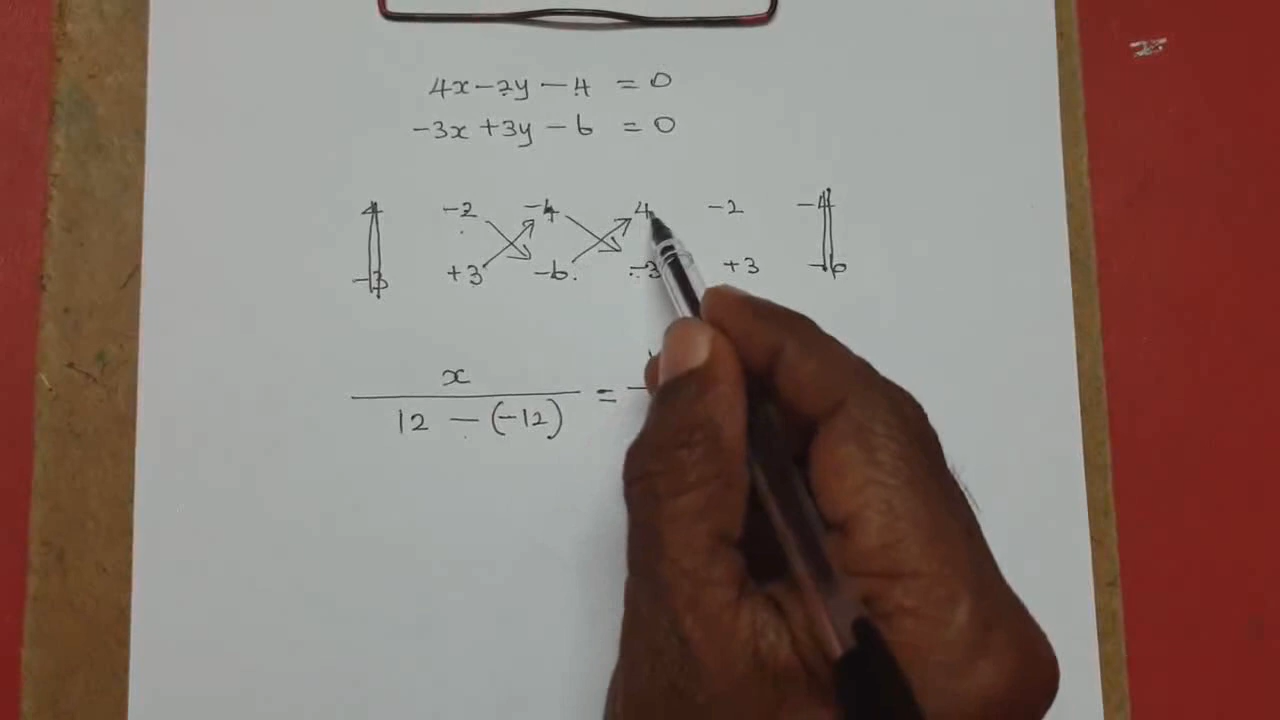 4x - 2y - 4 = 0
-3x + 3y - 6 = 0
4 -2 -4 4 -2 -4
-3 +3 -6 -3 +3 -6
x
12 - (-12) =